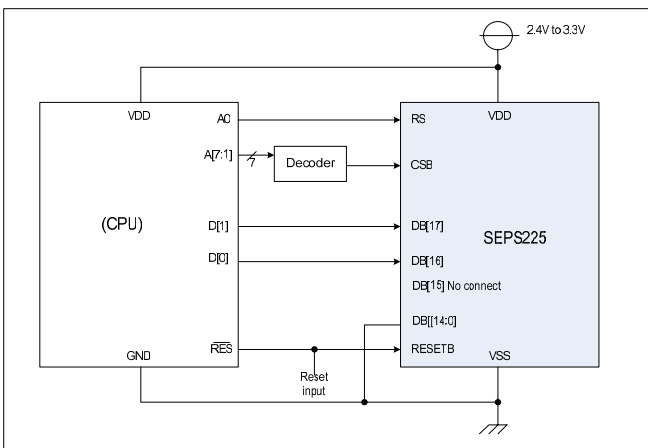 2.4V to 3.3V
VDD
A0
RS
VDD
A[7:1]
7
Decoder
CSB
(CPU)
D[1]
DB[17]
SEPS225
D[0]
DB[16]
DB[15] No connect
DB[[14:0]
RES
RESETB
GND
Reset
input
VSS